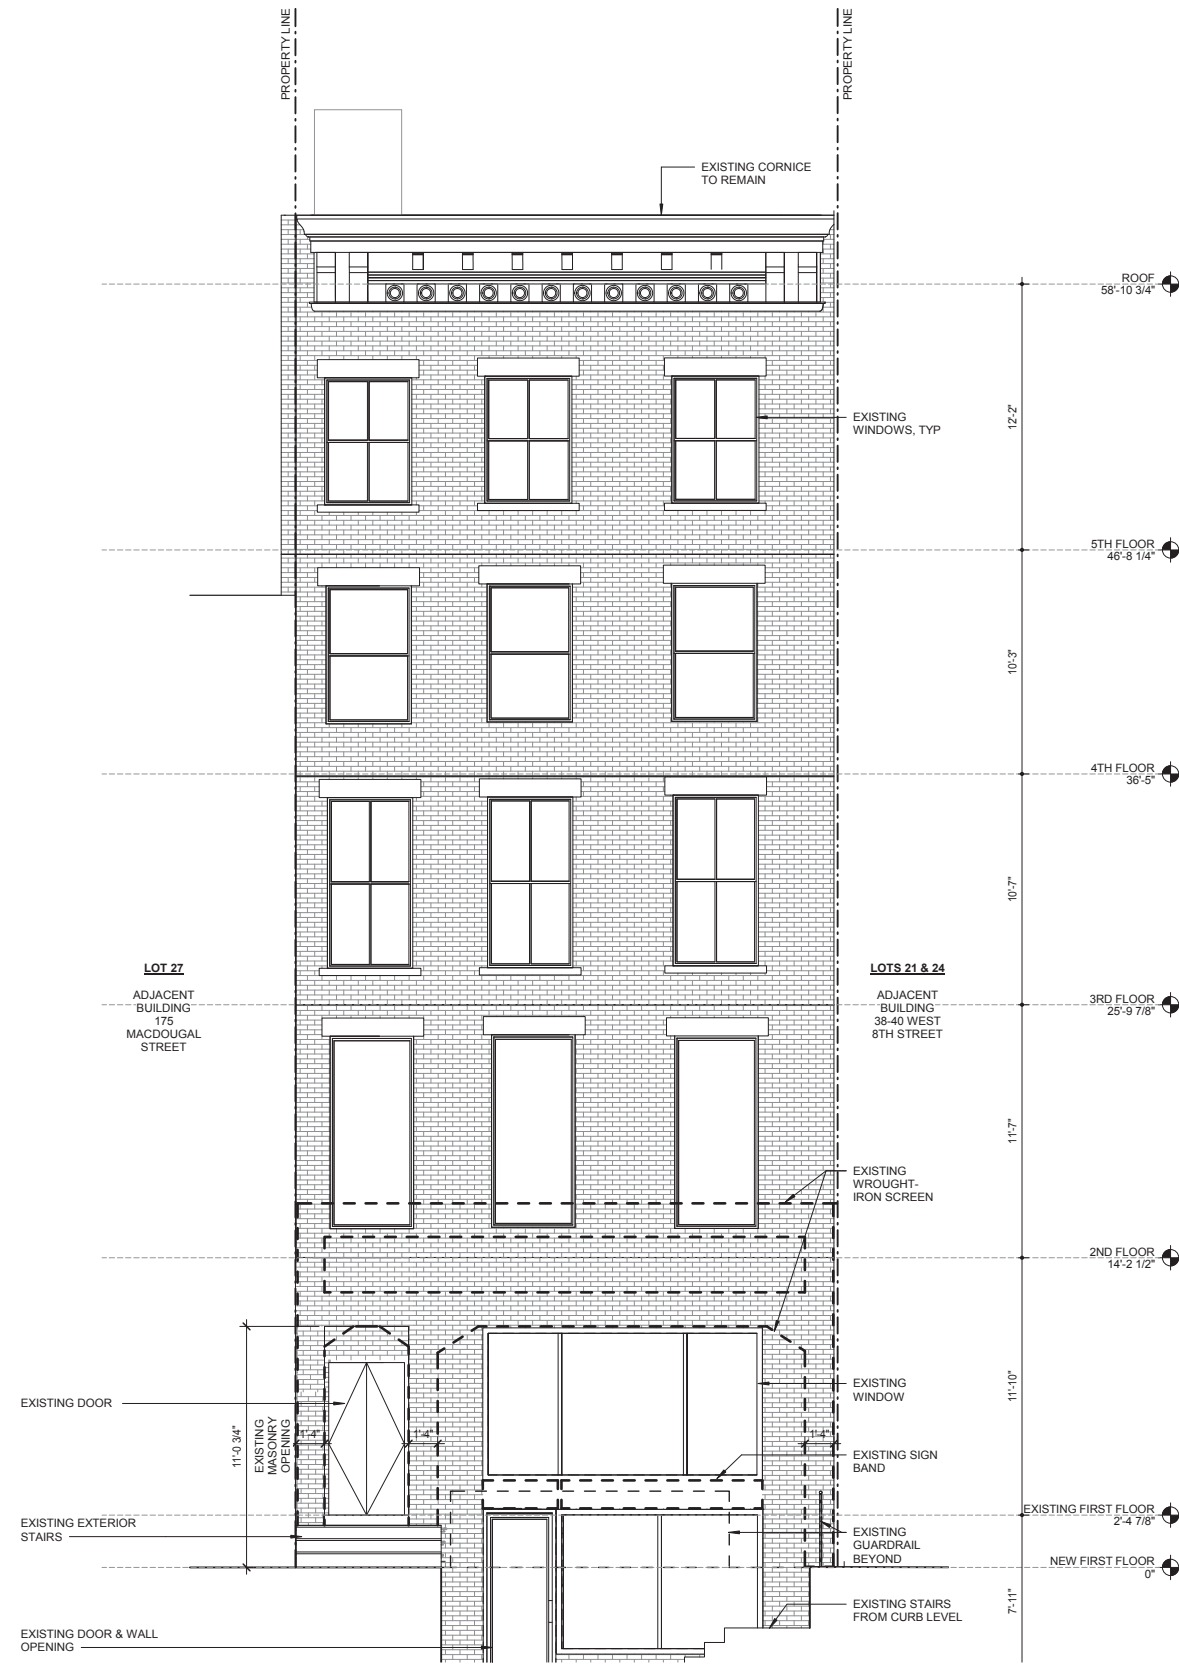 PROPERTY LINE
PROPERTY LINE
EXISTING CORNICE
TO REMAIN
ROOF
58'-10 3/4"
12'-2"
EXISTING
WINDOWS, TYP
5TH FLOOR
46'-8 1/4"
10'-3"
4TH FLOOR
36'-5"
10'-7"
LOT 27
ADJACENT
BUILDING
175
MACDOUGAL
STREET
LOTS 21 & 24
ADJACENT
BUILDING
38-40 WEST
8TH STREET
3RD FLOOR
25'-9 7/8"
11'-7"
EXISTING
WROUGHT-
IRON SCREEN
2ND FLOOR
14'-2 1/2"
EXISTING DOOR
11'-0 3/4"
EXISTING
MASONRY
OPENING
1'-4"
1'-4"
1'-4"
EXISTING
WINDOW
11'-10"
EXISTING SIGN
BAND
EXISTING EXTERIOR
STAIRS
EXISTING FIRST FLOOR
2'-4 7/8"
EXISTING
GUARDRAIL
BEYOND
NEW FIRST FLOOR
0"
7'-11"
EXISTING STAIRS
FROM CURB LEVEL
EXISTING DOOR & WALL
OPENING